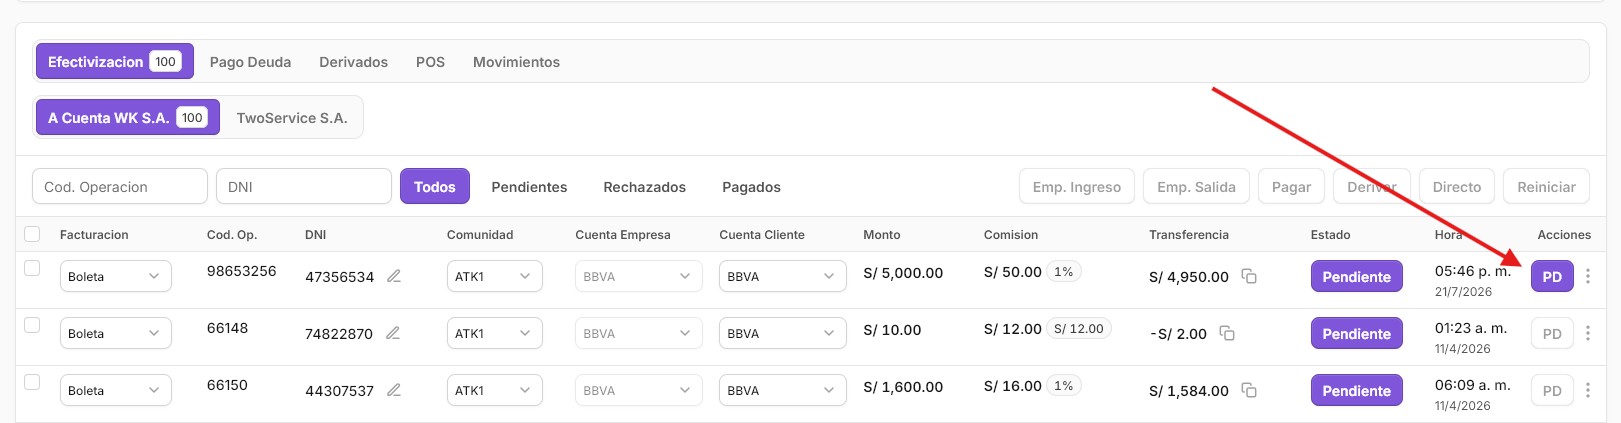 Efectivizacion 100 Pago Deuda Derivados POS Movimientos
A Cuenta WK S.A. 100 TwoService S.A.
Cod. Operacion DNI Todos Pendientes Rechazados Pagados Emp. Ingreso Emp. Salida Pagar Derivar Directo Reiniciar
Facturacion Cod. Op. DNI Comunidad Cuenta Empresa Cuenta Cliente Monto Comision Transferencia Estado Hora Acciones
Boleta 98653256 47356534 ATK1 BBVA BBVA S/ 5,000.00 S/ 50.00 1% S/ 4,950.00 Pendiente 05:46 p. m. PD
21/7/2026
Boleta 66148 74822870 ATK1 BBVA BBVA S/ 10.00 S/ 12.00 S/ 12.00 -S/ 2.00 Pendiente 01:23 a. m. PD
11/4/2026
Boleta 66150 44307537 ATK1 BBVA BBVA S/ 1,600.00 S/ 16.00 1% S/ 1,584.00 Pendiente 06:09 a. m. PD
11/4/2026